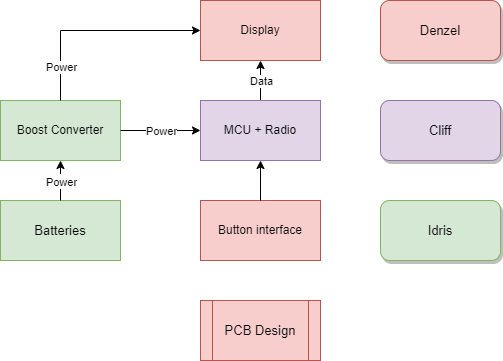 Display
Denzel
Power
Data
Boost Converter
Power
MCU + Radio
Cliff
Power
Batteries
Button interface
Idris
PCB Design